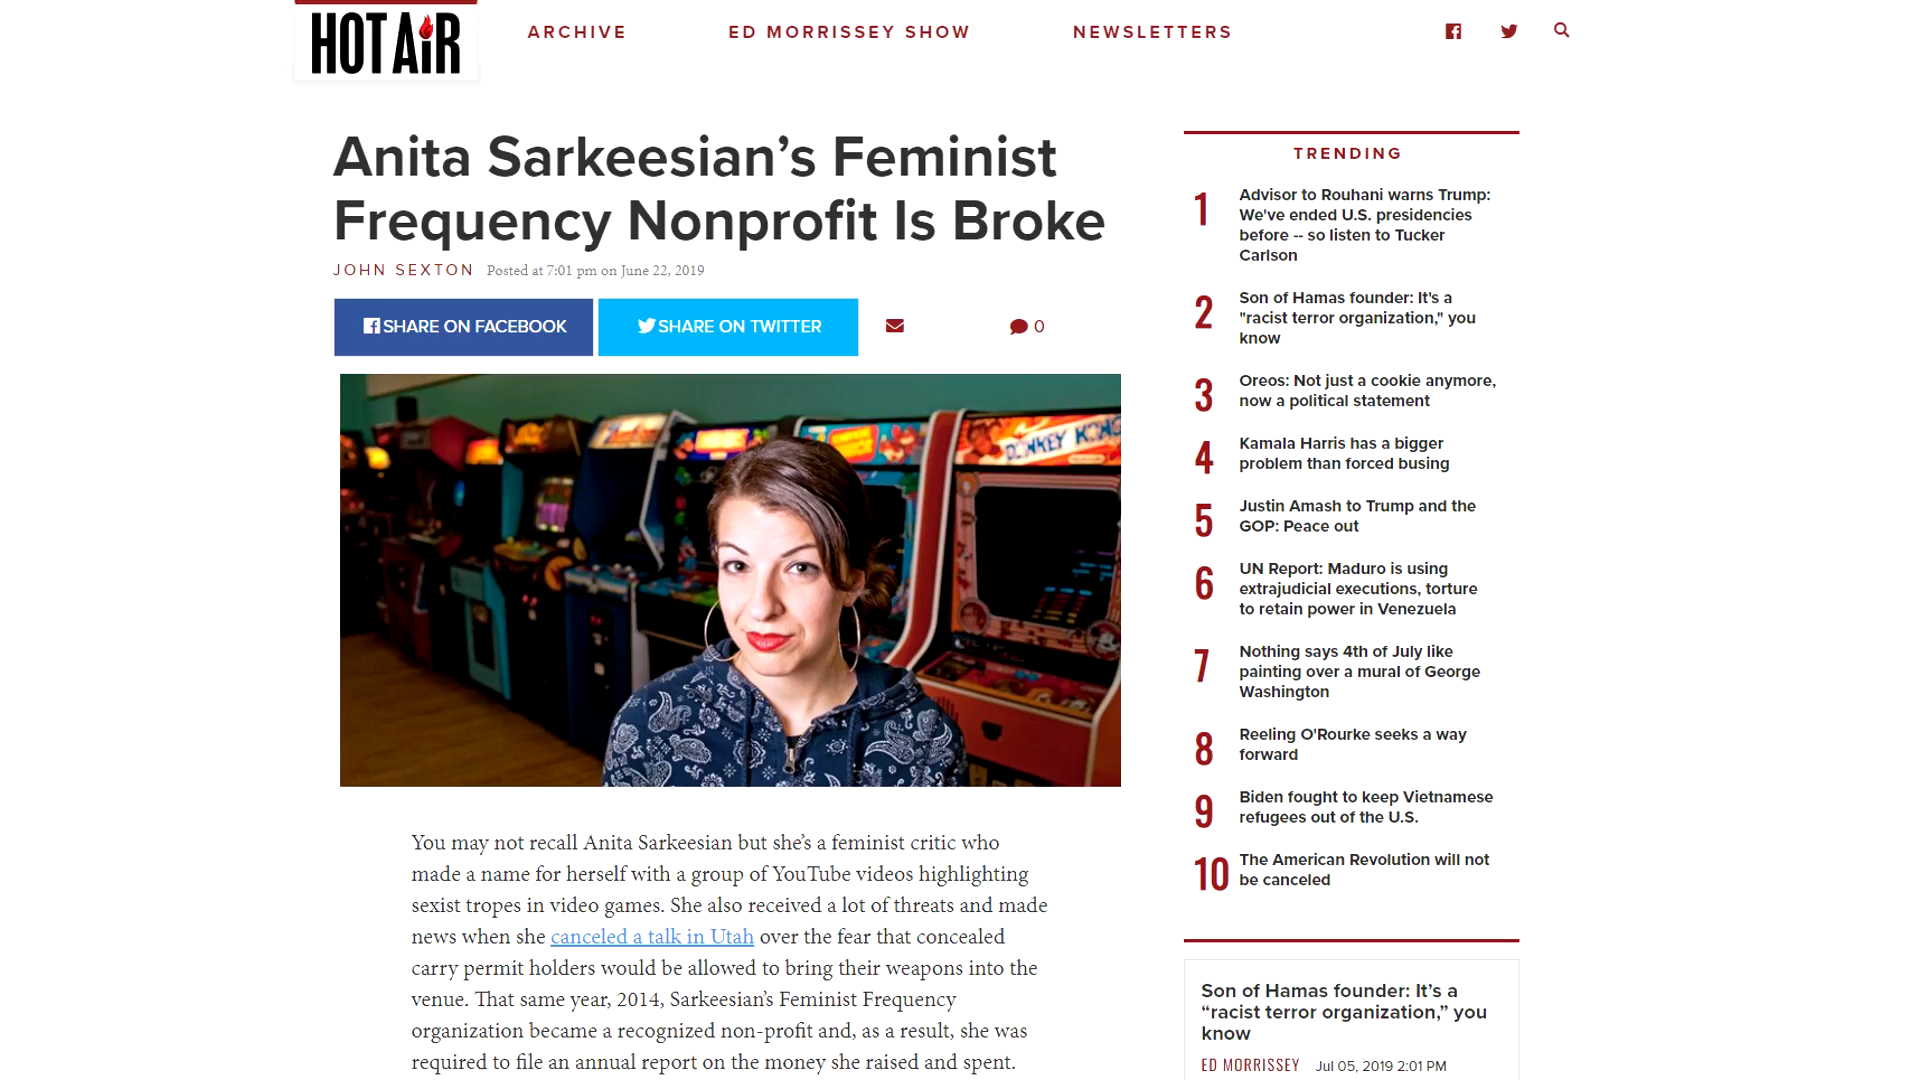 HOT AiR
ARCHIVE
ED MORRISSEY SHOW
NEWSLETTERS
Anita Sarkeesian’s Feminist
Frequency Nonprofit Is Broke
JOHN SEXTON Posted at 7:01 pm on June 22, 2019
SHARE ON FACEBOOK
SHARE ON TWITTER
0
DONKEY KONG
You may not recall Anita Sarkeesian but she’s a feminist critic who
made a name for herself with a group of YouTube videos highlighting
sexist tropes in video games. She also received a lot of threats and made
news when she canceled a talk in Utah over the fear that concealed
carry permit holders would be allowed to bring their weapons into the
venue. That same year, 2014, Sarkeesian’s Feminist Frequency
organization became a recognized non-profit and, as a result, she was
required to file an annual report on the money she raised and spent.
TRENDING
1
Advisor to Rouhani warns Trump:
We've ended U.S. presidencies
before -- so listen to Tucker
Carlson
2
Son of Hamas founder: It's a
"racist terror organization," you
know
3
Oreos: Not just a cookie anymore,
now a political statement
4
Kamala Harris has a bigger
problem than forced busing
5
Justin Amash to Trump and the
GOP: Peace out
6
UN Report: Maduro is using
extrajudicial executions, torture
to retain power in Venezuela
7
Nothing says 4th of July like
painting over a mural of George
Washington
8
Reeling O'Rourke seeks a way
forward
9
Biden fought to keep Vietnamese
refugees out of the U.S.
10
The American Revolution will not
be canceled
Son of Hamas founder: It’s a
“racist terror organization,” you
know
ED MORRISSEY Jul 05, 2019 2:01 PM